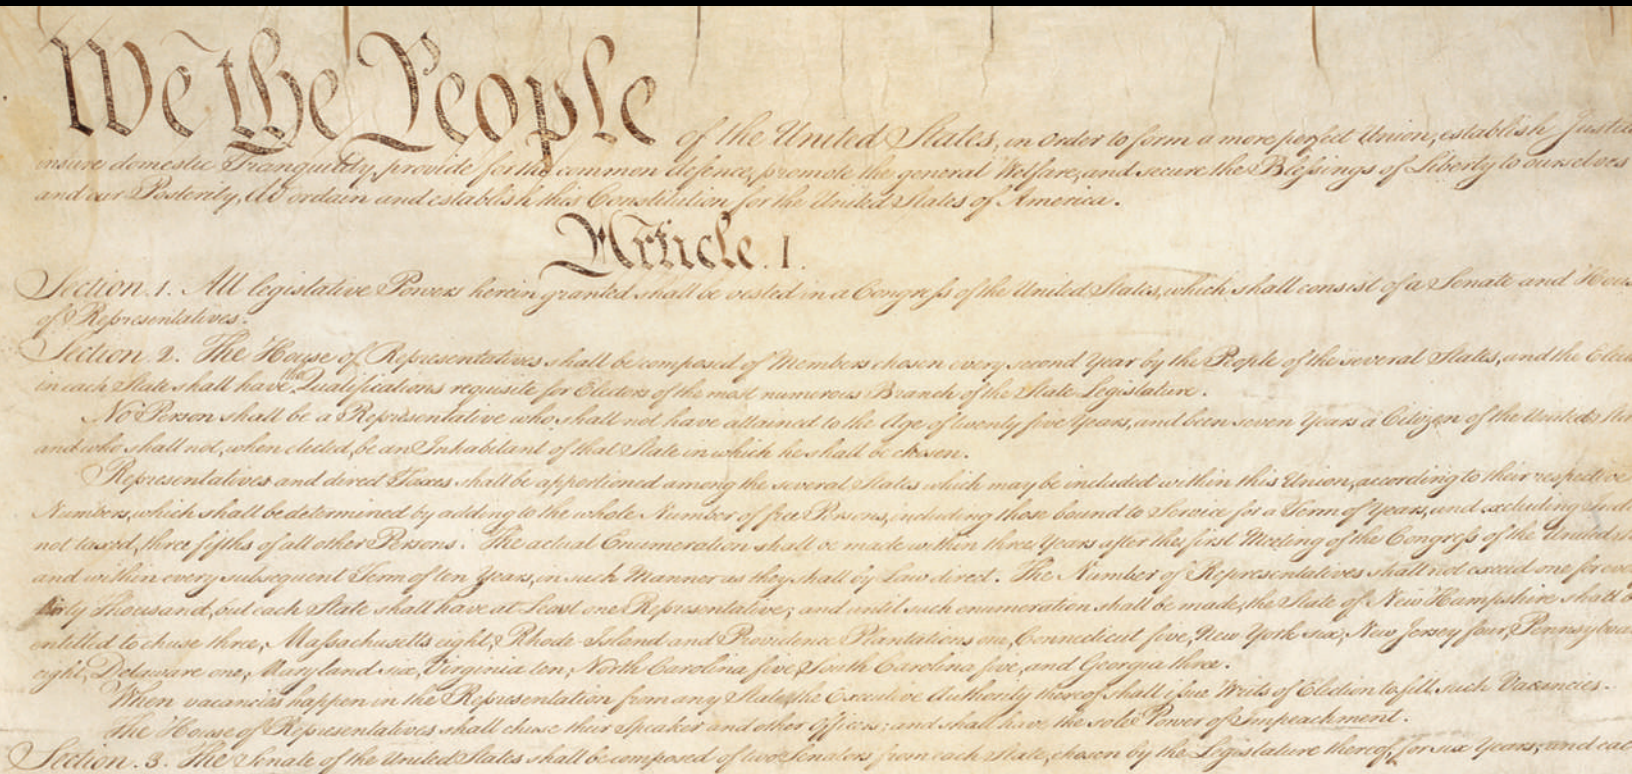 We the People of the United States, in Order to form a more perfect Union, establish Justic
insure domestic Tranquility, provide for the common defence, promote the general Welfare, and secure the Blessings of Liberty to ourselves
and our Posterity, do ordain and establish this Constitution for the United States of America.
Article. I.
Section. 1. All legislative Powers herein granted shall be vested in a Congress of the United States, which shall consist of a Senate and Hous
of Representatives.
Section. 2. The House of Representatives shall be composed of Members chosen every second Year by the People of the several States, and the Elec
in each State shall have the Qualifications requisite for Electors of the most numerous Branch of the State Legislature.
No Person shall be a Representative who shall not have attained to the Age of twenty five Years, and been seven Years a Citizen of the United Sta
and who shall not, when elected, be an Inhabitant of that State in which he shall be chosen.
Representatives and direct Taxes shall be apportioned among the several States which may be included within this Union, according to their respective
Numbers, which shall be determined by adding to the whole Number of free Persons, including those bound to Service for a Term of Years, and excluding Indi
not taxed, three fifths of all other Persons. The actual Enumeration shall be made within three Years after the first Meeting of the Congress of the United St
and within every subsequent Term of ten Years, in such Manner as they shall by Law direct. The Number of Representatives shall not exceed one for eve
thirty Thousand, but each State shall have at Least one Representative; and until such enumeration shall be made, the State of New Hampshire shall b
entitled to chuse three, Massachusetts eight, Rhode Island and Providence Plantations one, Connecticut five, New York six, New Jersey four, Pennsylva
eight, Delaware one, Maryland six, Virginia ten, North Carolina five, South Carolina five, and Georgia three.
When vacancies happen in the Representation from any State, the Executive Authority thereof shall issue Writs of Election to fill such Vacancies.
The House of Representatives shall chuse their Speaker and other Officers; and shall have the sole Power of Impeachment.
Section. 3. The Senate of the United States shall be composed of two Senators from each State, chosen by the Legislature thereof, for six Years; and eac